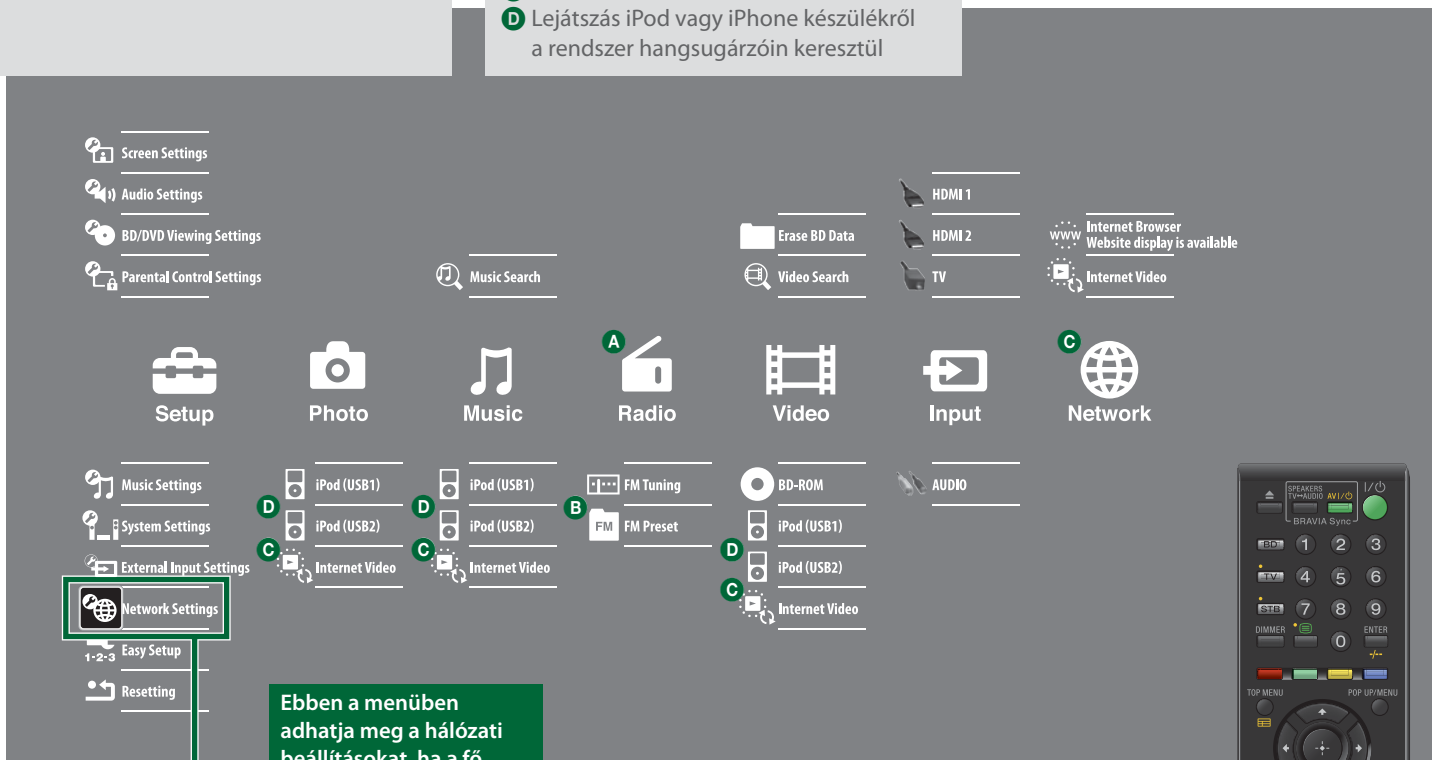 D Lejátszás iPod vagy iPhone készülékről
a rendszer hangsugárzóin keresztül
Screen Settings
Audio Settings
BD/DVD Viewing Settings
Parental Control Settings
Music Search
Erase BD Data
Video Search
HDMI 1
HDMI 2
TV
www Internet Browser
Website display is available
Internet Video
Setup
Photo
Music
A
Radio
Video
Input
C
Network
Music Settings
System Settings
External Input Settings
Network Settings
1-2-3 Easy Setup
Resetting
iPod (USB1)
D
iPod (USB2)
C Internet Video
iPod (USB1)
D
iPod (USB2)
C Internet Video
FM Tuning
B
FM FM Preset
BD-ROM
iPod (USB1)
D
iPod (USB2)
C
Internet Video
AUDIO
Ebben a menüben
adhatja meg a hálózati
beállításokat, ha a fő
SPEAKERS
TV↔AUDIO AV I/⏻ I/⏻
BRAVIA Sync
BD 1 2 3
TV 4 5 6
STB 7 8 9
DIMMER 0 ENTER
-/--
TOP MENU POP UP/MENU